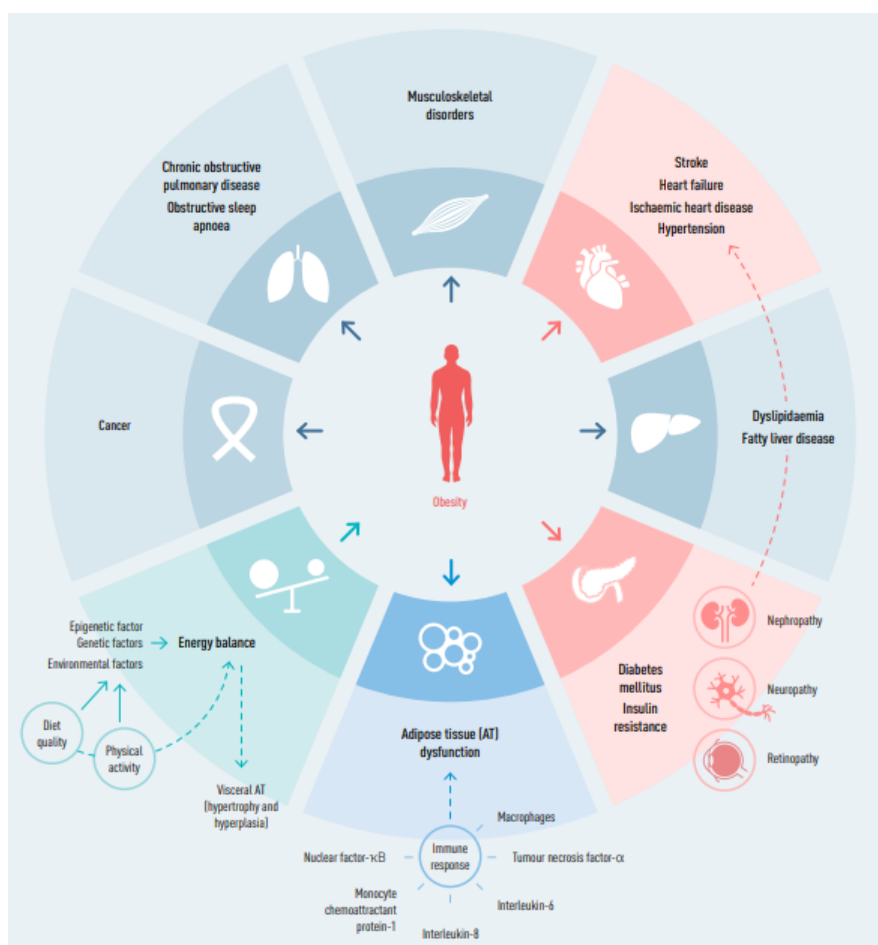 Musculoskeletal
disorders
Chronic obstructive
pulmonary disease
Obstructive sleep
apnoea
Stroke
Heart failure
Ischaemic heart disease
Hypertension
Cancer
Dyslipidaemia
Fatty liver disease
Obesity
Epigenetic factor
Genetic factors
Environmental factors
Energy balance
Diet
quality
Physical
activity
Visceral AT
(hypertrophy and
hyperplasia)
Adipose tissue (AT)
dysfunction
Diabetes
mellitus
Insulin
resistance
Nephropathy
Neuropathy
Retinopathy
Immune
response
Macrophages
Nuclear factor-κB
Tumour necrosis factor-α
Monocyte
chemoattractant
protein-1
Interleukin-6
Interleukin-8